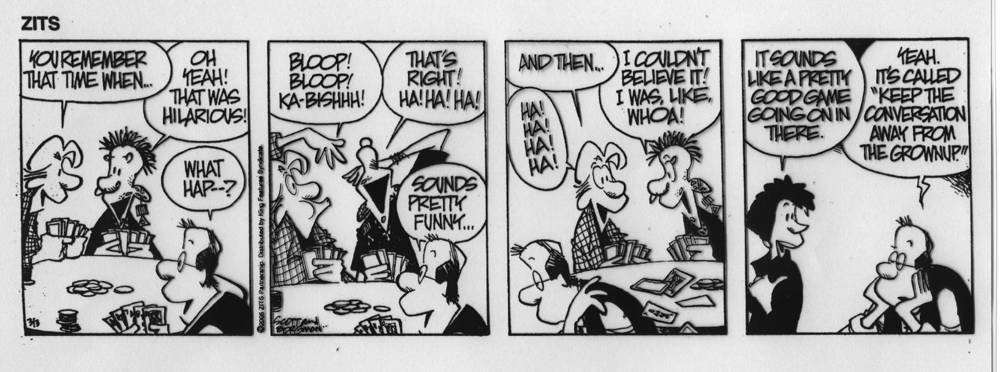 ZITS
YOU REMEMBER
THAT TIME WHEN...
OH
YEAH!
THAT WAS
HILARIOUS!
WHAT
HAP--?
3/3
©2005 ZITS Partnership. Distributed by King Features Syndicate.
BLOOP!
BLOOP!
KA-BISHHH!
THAT'S
RIGHT!
HA! HA! HA!
SOUNDS
PRETTY
FUNNY...
SCOTT AND
BORGMAN..
AND THEN...
I COULDN'T
BELIEVE IT!
I WAS, LIKE,
WHOA!
HA!
HA!
HA!
HA!
IT SOUNDS
LIKE A PRETTY
GOOD GAME
GOING ON IN
THERE.
YEAH.
IT'S CALLED
"KEEP THE
CONVERSATION
AWAY FROM
THE GROWNUP."